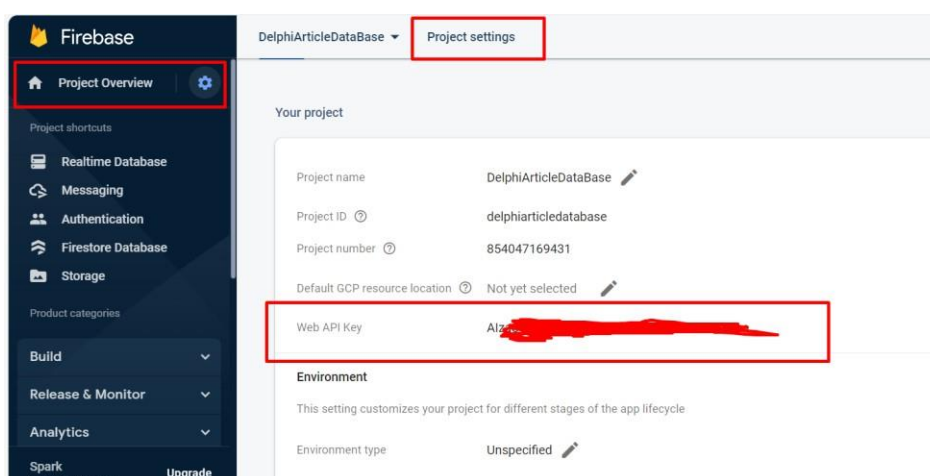 Firebase
DelphiArticleDataBase
Project settings
Project Overview
Your project
Project shortcuts
Realtime Database
Messaging
Authentication
Firestore Database
Storage
Product categories
Build
Release & Monitor
Analytics
Spark
Upgrade
Project name DelphiArticleDataBase
Project ID delphiarticledatabase
Project number 854047169431
Default GCP resource location Not yet selected
Web API Key
Environment
This setting customizes your project for different stages of the app lifecycle
Environment type Unspecified